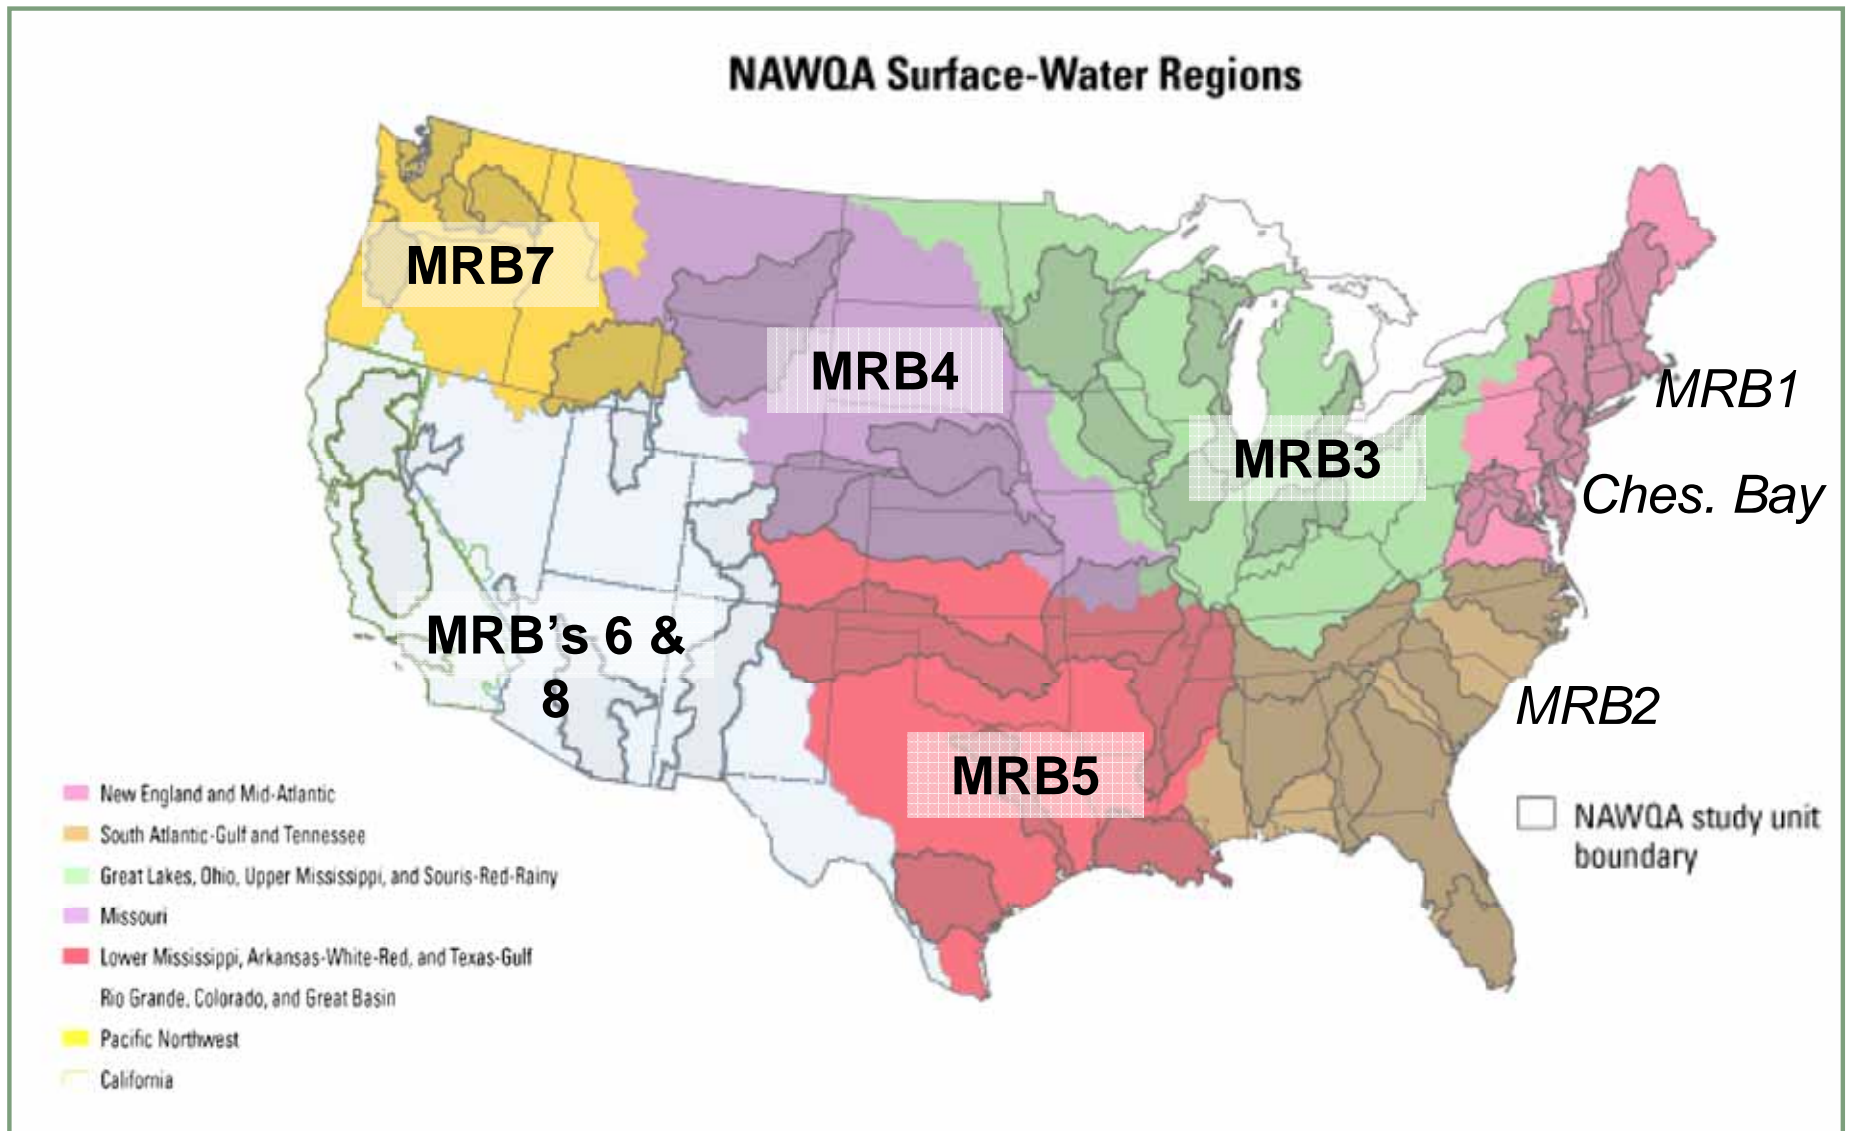 NAWQA Surface-Water Regions
MRB7
MRB4
MRB3
MRB1
Ches. Bay
MRB's 6 &
8
MRB2
MRB5
New England and Mid-Atlantic
South Atlantic-Gulf and Tennessee
Great Lakes, Ohio, Upper Mississippi, and Souris-Red-Rainy
Missouri
Lower Mississippi, Arkansas-White-Red, and Texas-Gulf
Rio Grande, Colorado, and Great Basin
Pacific Northwest
California
NAWQA study unit
boundary